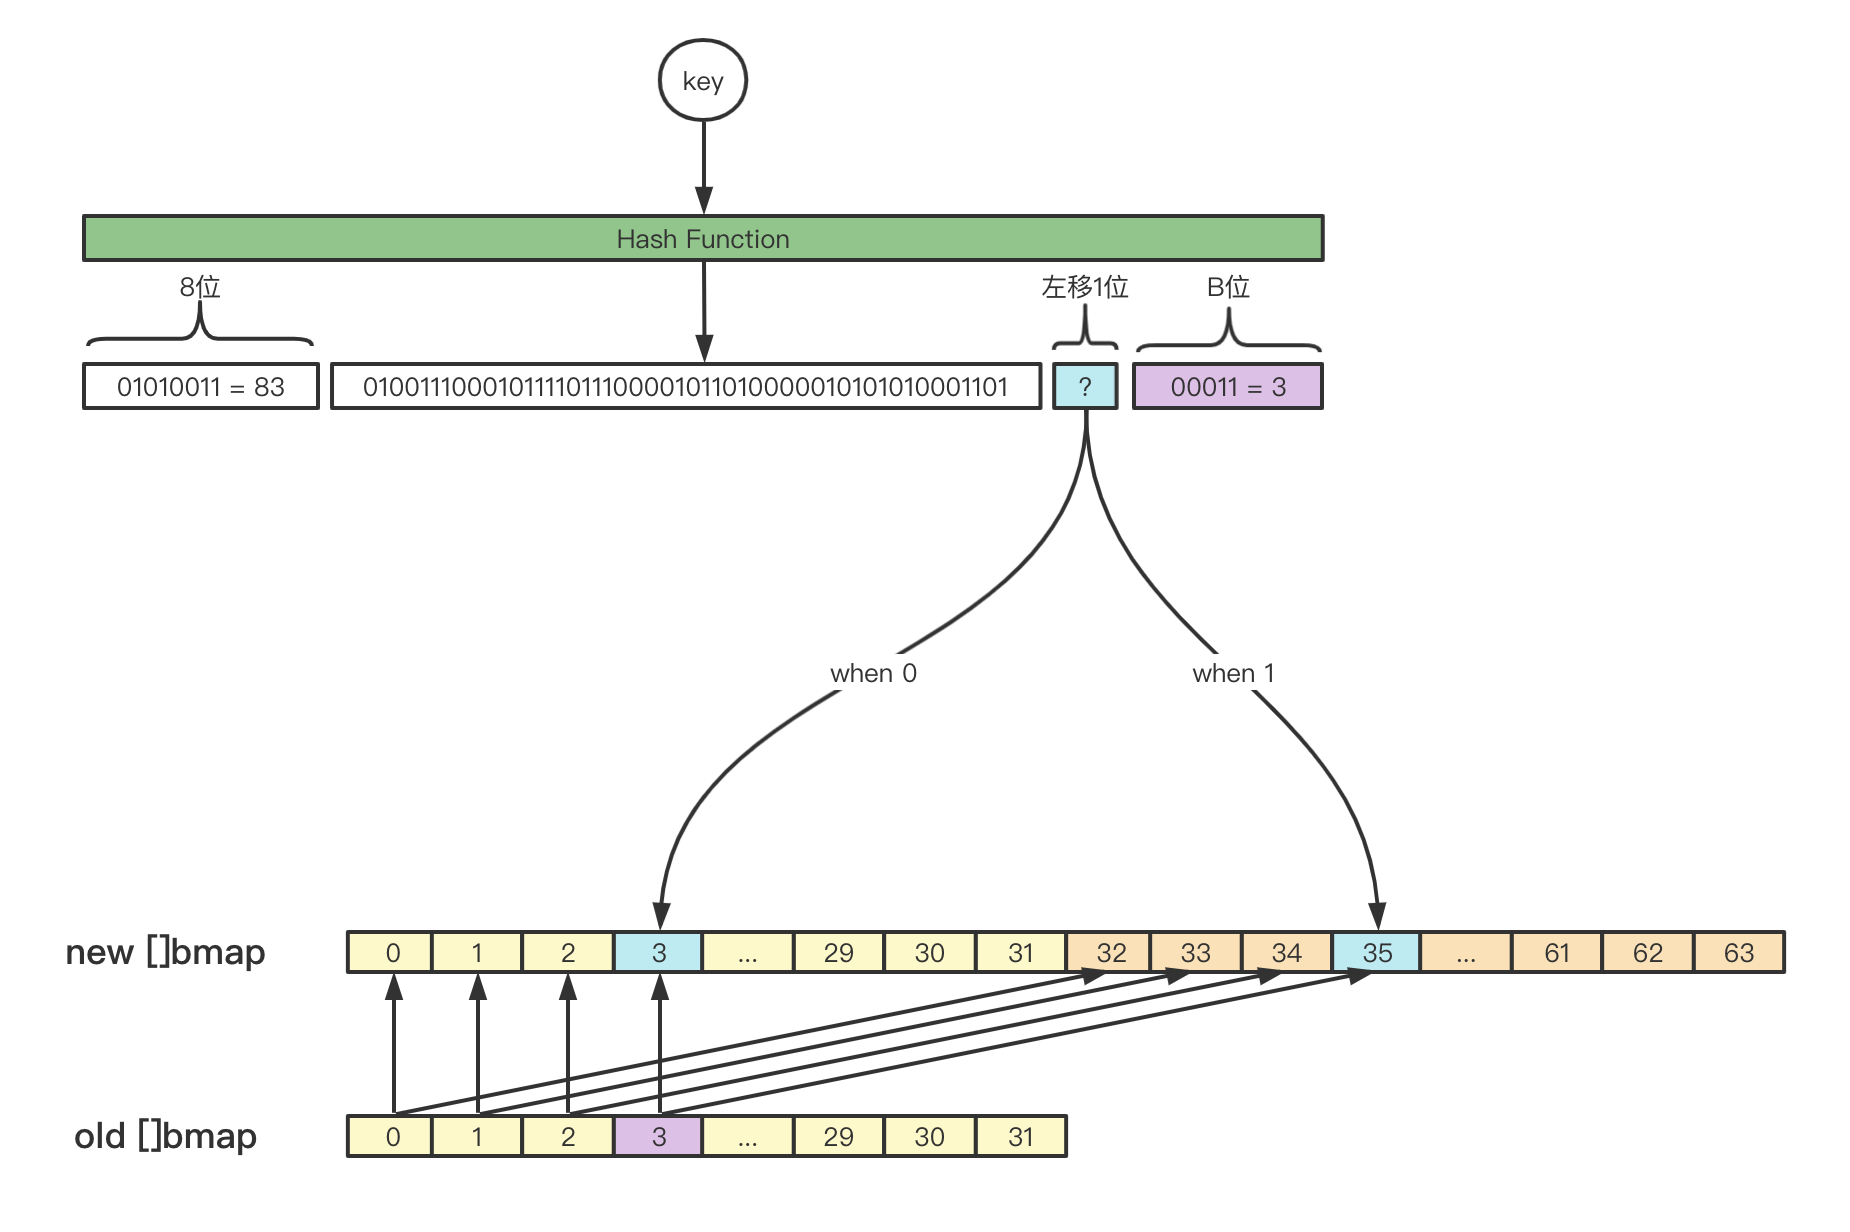 key
Hash Function
8位
左移1位
B位
01010011 = 83
0100111000101111011100001011010000010101010001101
?
00011 = 3
when 0
when 1
new []bmap
0 1 2 3 ... 29 30 31 32 33 34 35 ... 61 62 63
old []bmap
0 1 2 3 ... 29 30 31